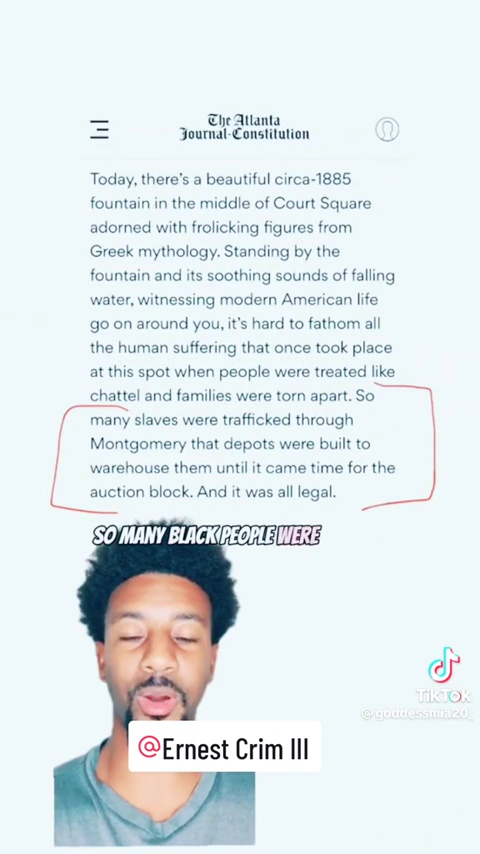 The Atlanta
Journal-Constitution
Today, there's a beautiful circa-1885
fountain in the middle of Court Square
adorned with frolicking figures from
Greek mythology. Standing by the
fountain and its soothing sounds of falling
water, witnessing modern American life
go on around you, it's hard to fathom all
the human suffering that once took place
at this spot when people were treated like
chattel and families were torn apart. So
many slaves were trafficked through
Montgomery that depots were built to
warehouse them until it came time for the
auction block. And it was all legal.
SO MANY BLACK PEOPLE WERE
@Ernest Crim III
TikTok
@goddessmia20_